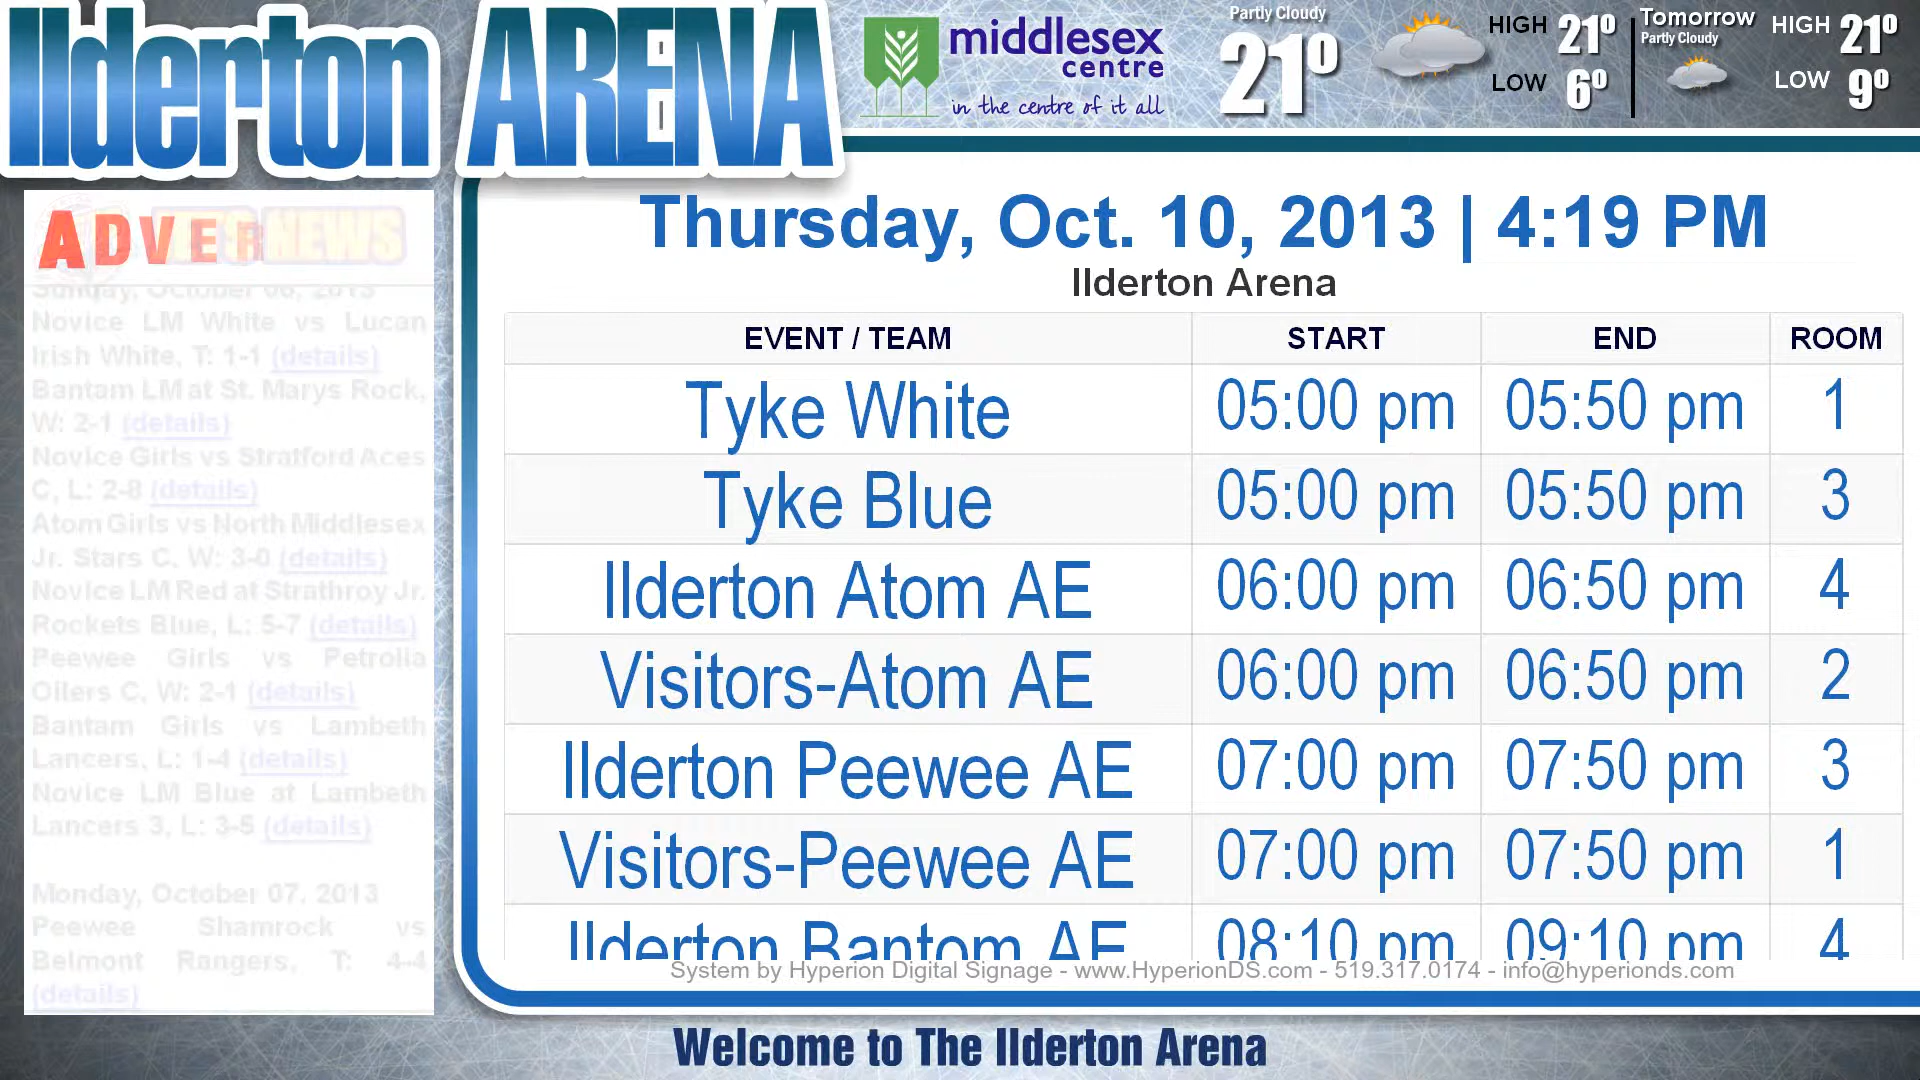 Ilderton ARENA
middlesex
centre
in the centre of it all
Partly Cloudy
21°
HIGH 21°
LOW 6°
Tomorrow
Partly Cloudy
HIGH 21°
LOW 9°
ADVER
NEWS
Sunday, October 06, 2013
Novice LM White vs Lucan
Irish White, T: 1-1 (details)
Bantam LM at St. Marys Rock,
W: 2-1 (details)
Novice Girls vs Stratford Aces
C, L: 2-8 (details)
Atom Girls vs North Middlesex
Jr. Stars C, W: 3-0 (details)
Novice LM Red at Strathroy Jr.
Rockets Blue, L: 5-7 (details)
Peewee Girls vs Petrolia
Oilers C, W: 2-1 (details)
Bantam Girls vs Lambeth
Lancers, L: 1-4 (details)
Novice LM Blue at Lambeth
Lancers 3, L: 3-5 (details)
Monday, October 07, 2013
Peewee Shamrock vs
Belmont Rangers, T: 4-4
(details)
Thursday, Oct. 10, 2013 | 4:19 PM
Ilderton Arena
EVENT / TEAM START END ROOM
Tyke White 05:00 pm 05:50 pm 1
Tyke Blue 05:00 pm 05:50 pm 3
Ilderton Atom AE 06:00 pm 06:50 pm 4
Visitors-Atom AE 06:00 pm 06:50 pm 2
Ilderton Peewee AE 07:00 pm 07:50 pm 3
Visitors-Peewee AE 07:00 pm 07:50 pm 1
Ilderton Bantom AE 08:10 pm 09:10 pm 4
System by Hyperion Digital Signage - www.HyperionDS.com - 519.317.0174 - info@hyperionds.com
Welcome to The Ilderton Arena